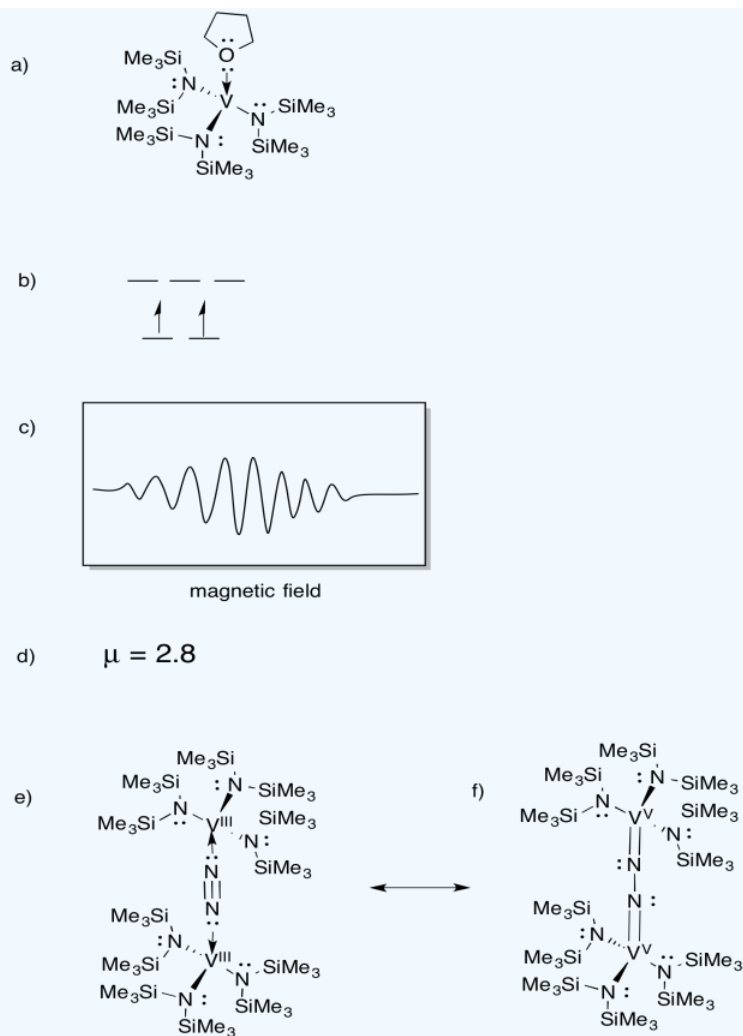 a)
O
Me3Si
:N
V
N
SiMe3
Me3Si
Me3Si
N :
SiMe3
SiMe3
b)
c)
magnetic field
d) μ = 2.8
Me3Si
e)
Me3Si
:N
SiMe3
N
Me3Si
VIII
SiMe3
N:
SiMe3
N
N
Me3Si
:N
VIII
Me3Si
N
SiMe3
Me3Si
N :
SiMe3
SiMe3
f)
Me3Si
Me3Si
:N
SiMe3
N
Me3Si
VV
SiMe3
N:
SiMe3
:N
N :
Me3Si
:N
VV
Me3Si
N
SiMe3
Me3Si
N :
SiMe3
SiMe3